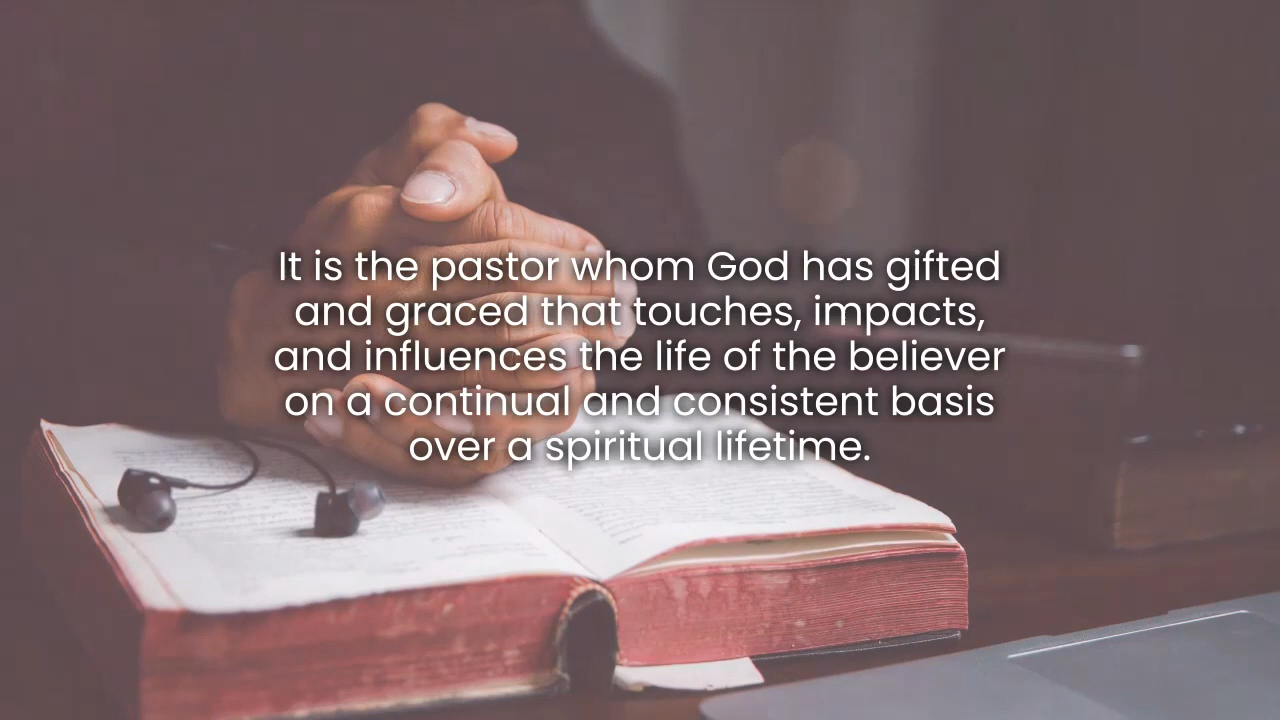 It is the pastor whom God has gifted
and graced that touches, impacts,
and influences the life of the believer
on a continual and consistent basis
over a spiritual lifetime.